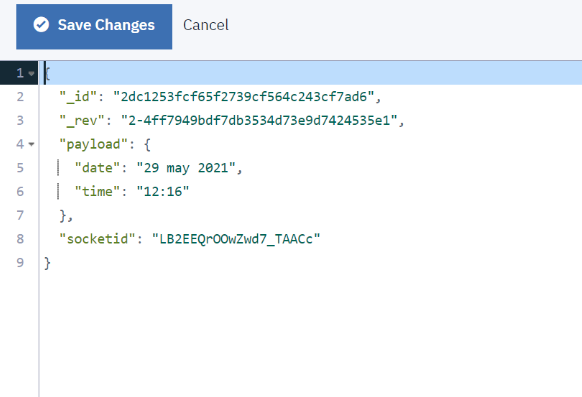 Save Changes Cancel
1 {
2 "_id": "2dc1253fcf65f2739cf564c243cf7ad6",
3 "_rev": "2-4ff7949bdf7db3534d73e9d7424535e1",
4 "payload": {
5 "date": "29 may 2021",
6 "time": "12:16"
7 },
8 "socketid": "LB2EEQrOOwZwd7_TAACc"
9 }